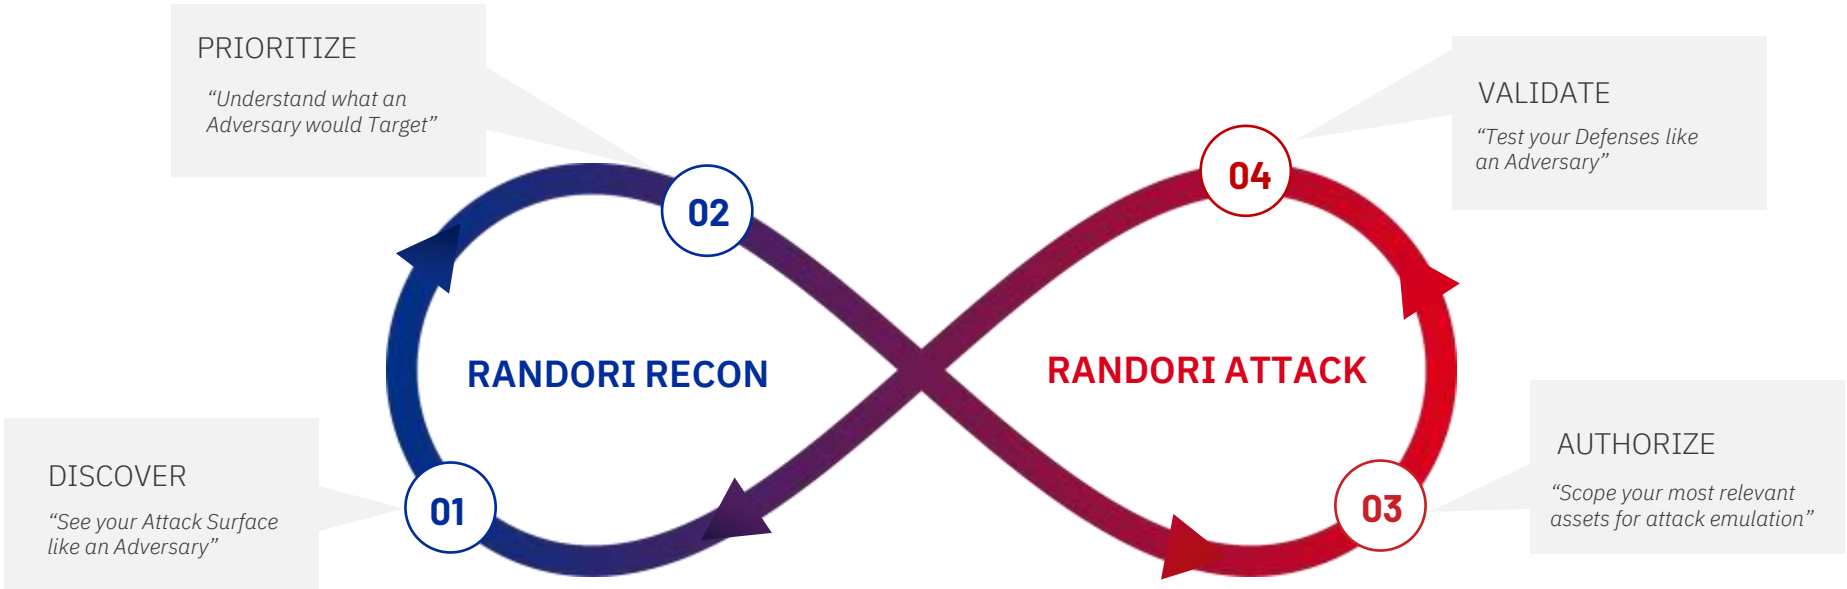 PRIORITIZE
“Understand what an
Adversary would Target”
VALIDATE
“Test your Defenses like
an Adversary”
04
02
RANDORI RECON
RANDORI ATTACK
DISCOVER
“See your Attack Surface
like an Adversary”
01
AUTHORIZE
“Scope your most relevant
assets for attack emulation”
03